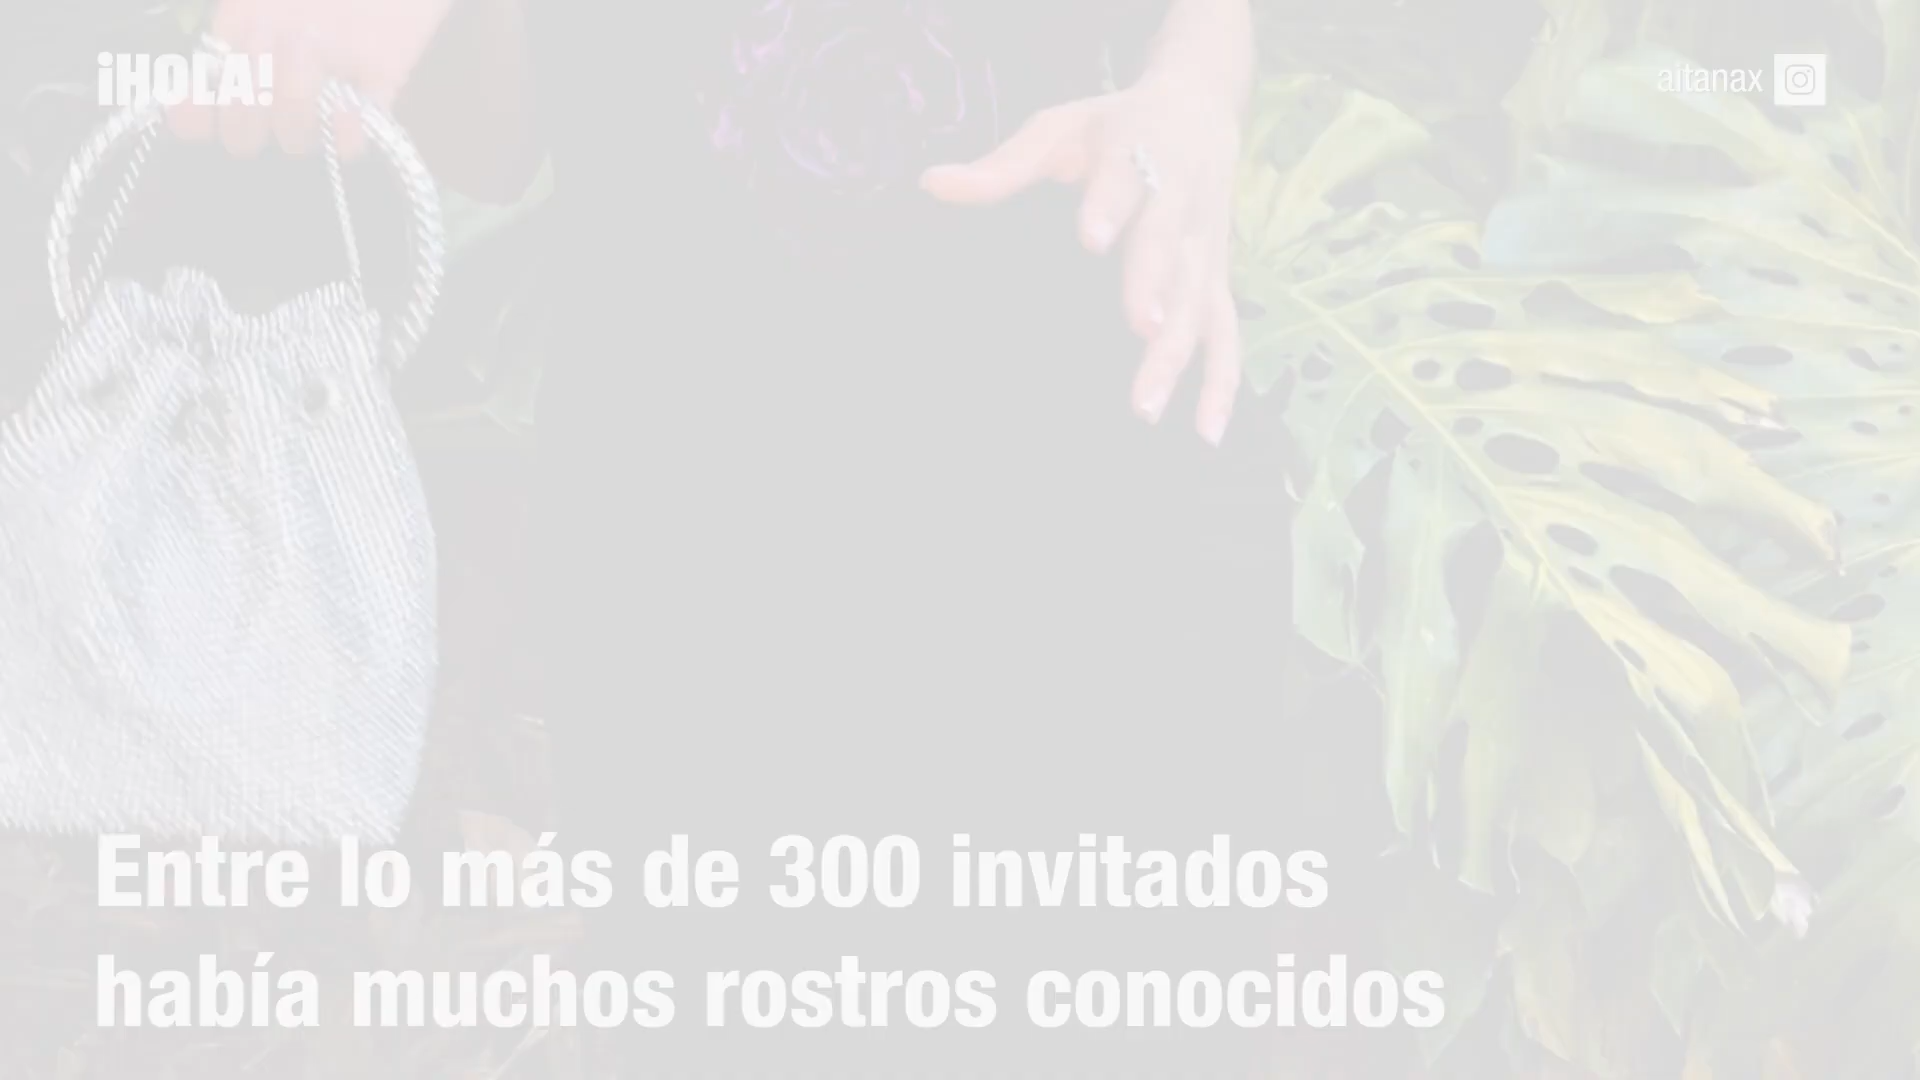 ¡HOLA!
aitanax
Entre lo más de 300 invitados
había muchos rostros conocidos